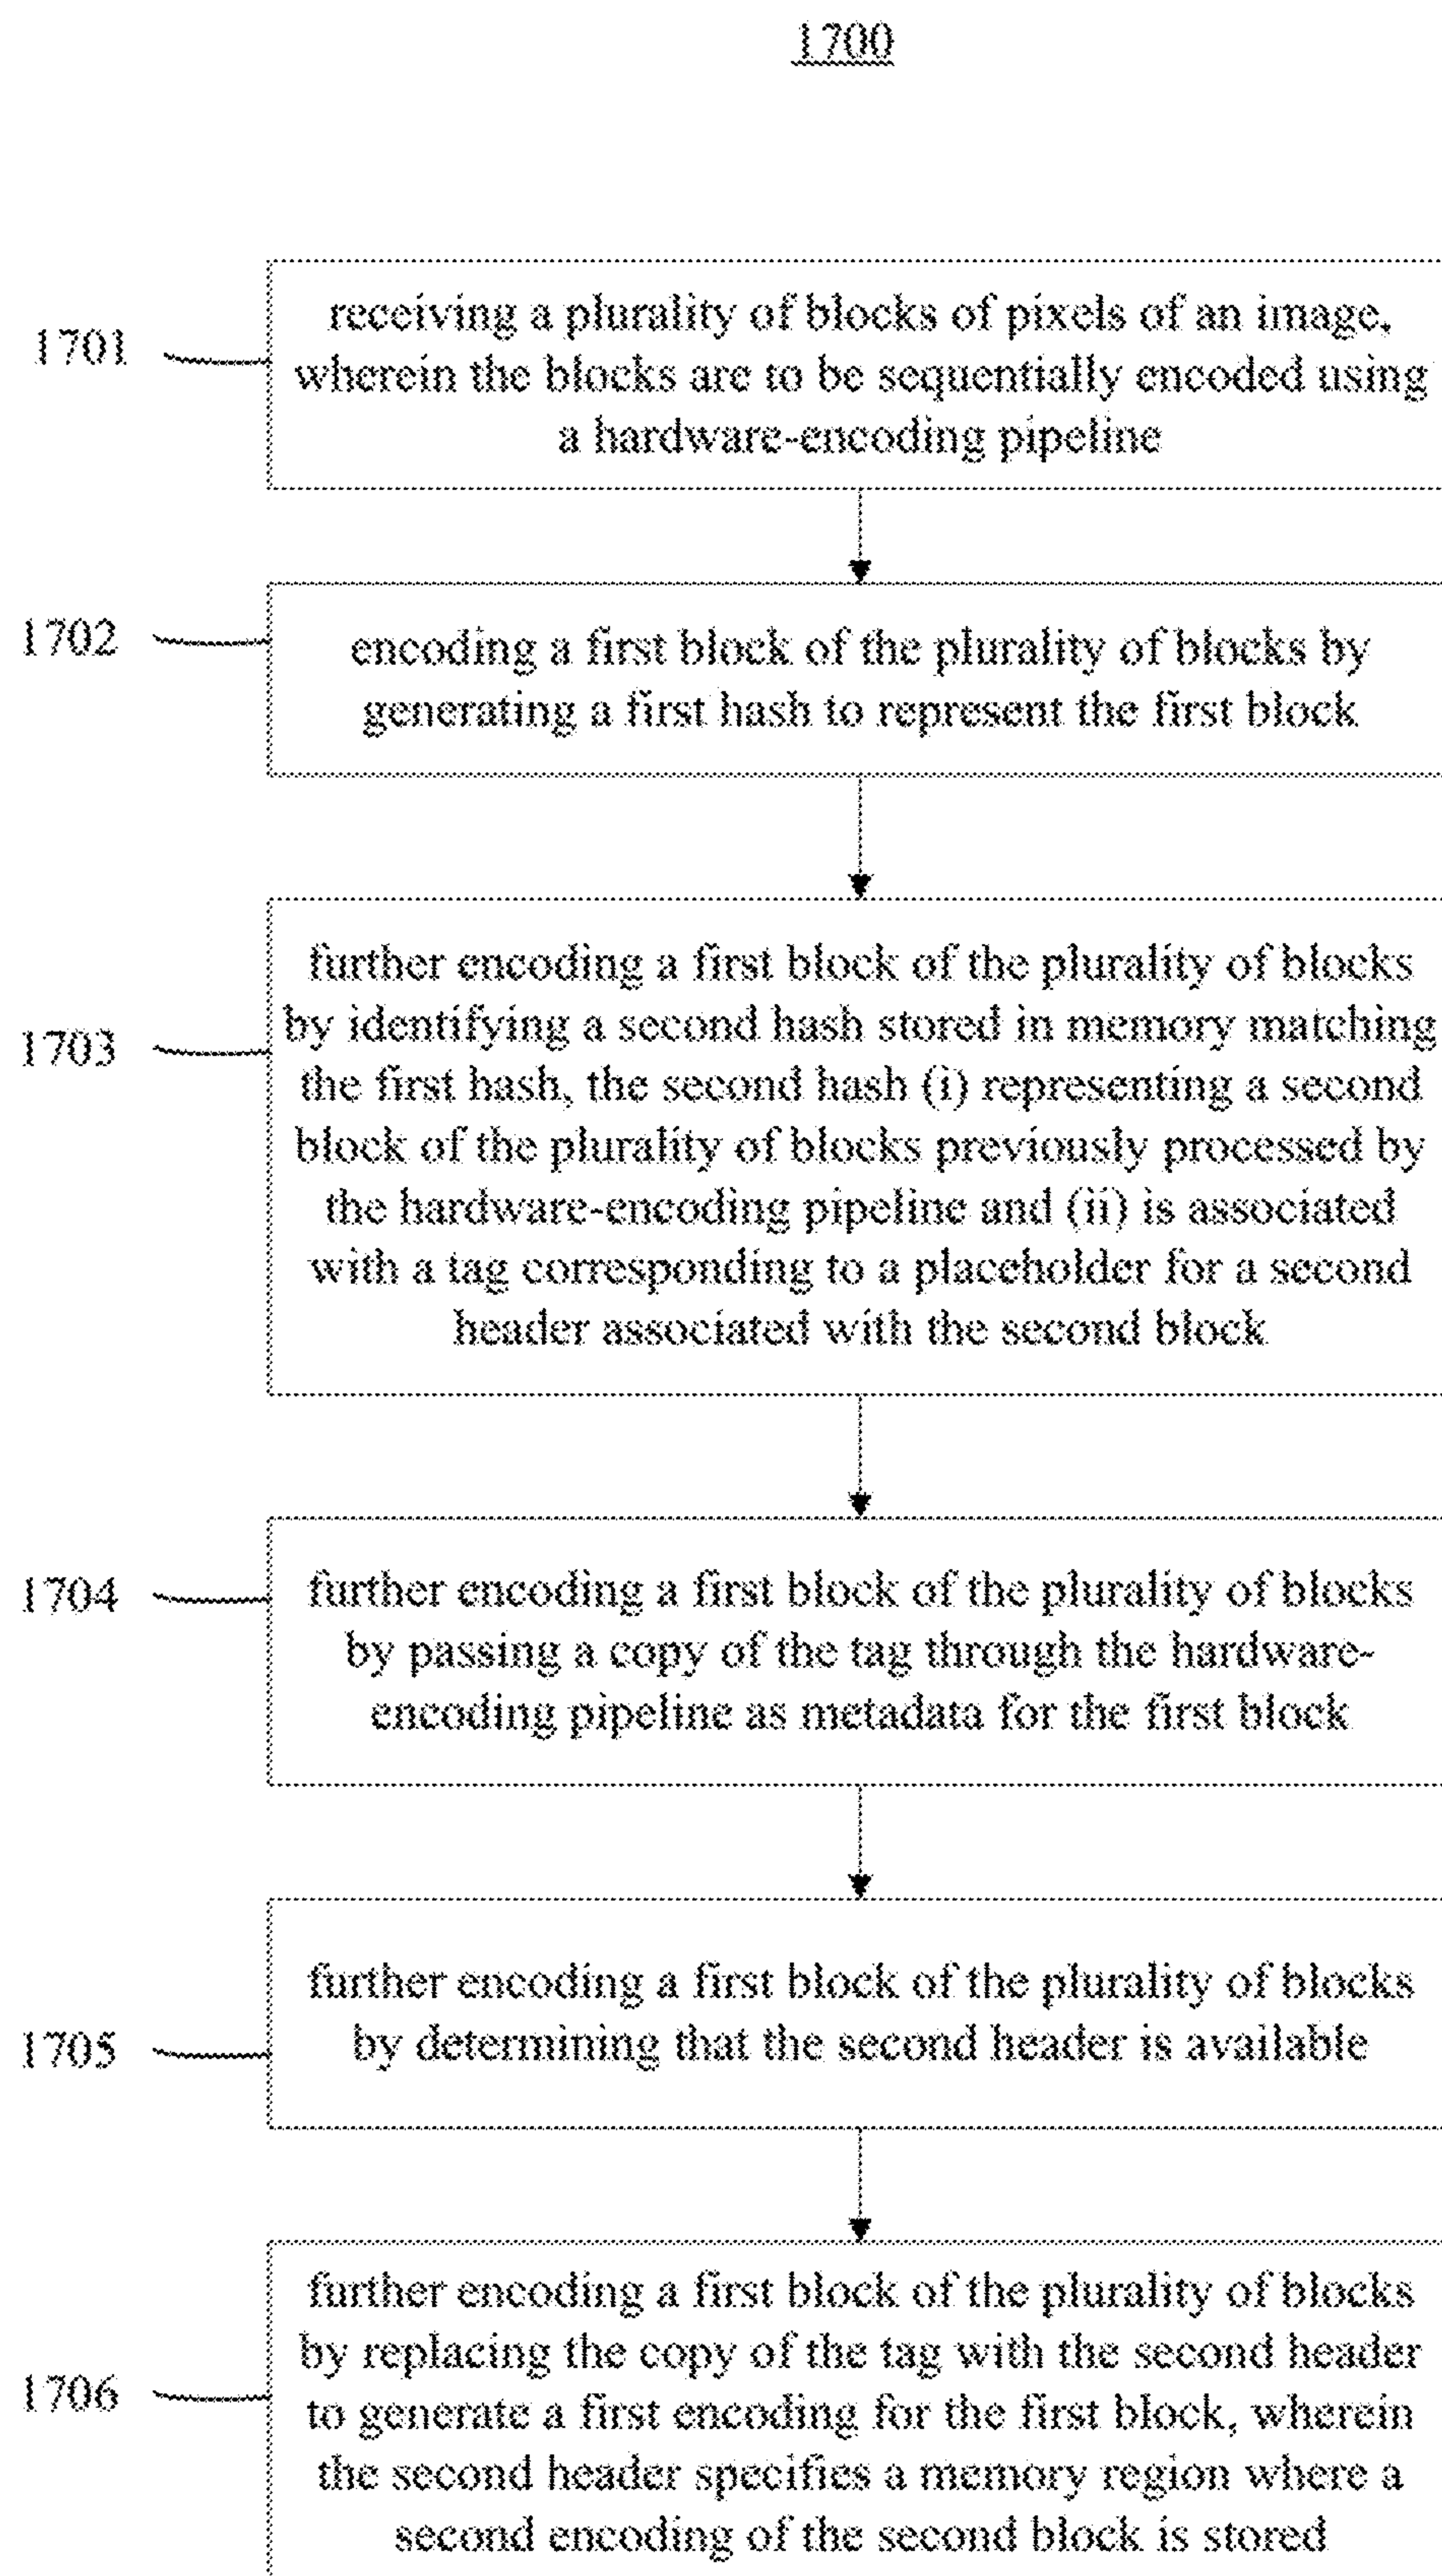 1700
1701
receiving a plurality of blocks of pixels of an image,
wherein the blocks are to be sequentially encoded using
a hardware-encoding pipeline
1702
encoding a first block of the plurality of blocks by
generating a first hash to represent the first block
1703
further encoding a first block of the plurality of blocks
by identifying a second hash stored in memory matching
the first hash, the second hash (i) representing a second
block of the plurality of blocks previously processed by
the hardware-encoding pipeline and (ii) is associated
with a tag corresponding to a placeholder for a second
header associated with the second block
1704
further encoding a first block of the plurality of blocks
by passing a copy of the tag through the hardware-
encoding pipeline as metadata for the first block
1705
further encoding a first block of the plurality of blocks
by determining that the second header is available
1706
further encoding a first block of the plurality of blocks
by replacing the copy of the tag with the second header
to generate a first encoding for the first block, wherein
the second header specifies a memory region where a
second encoding of the second block is stored